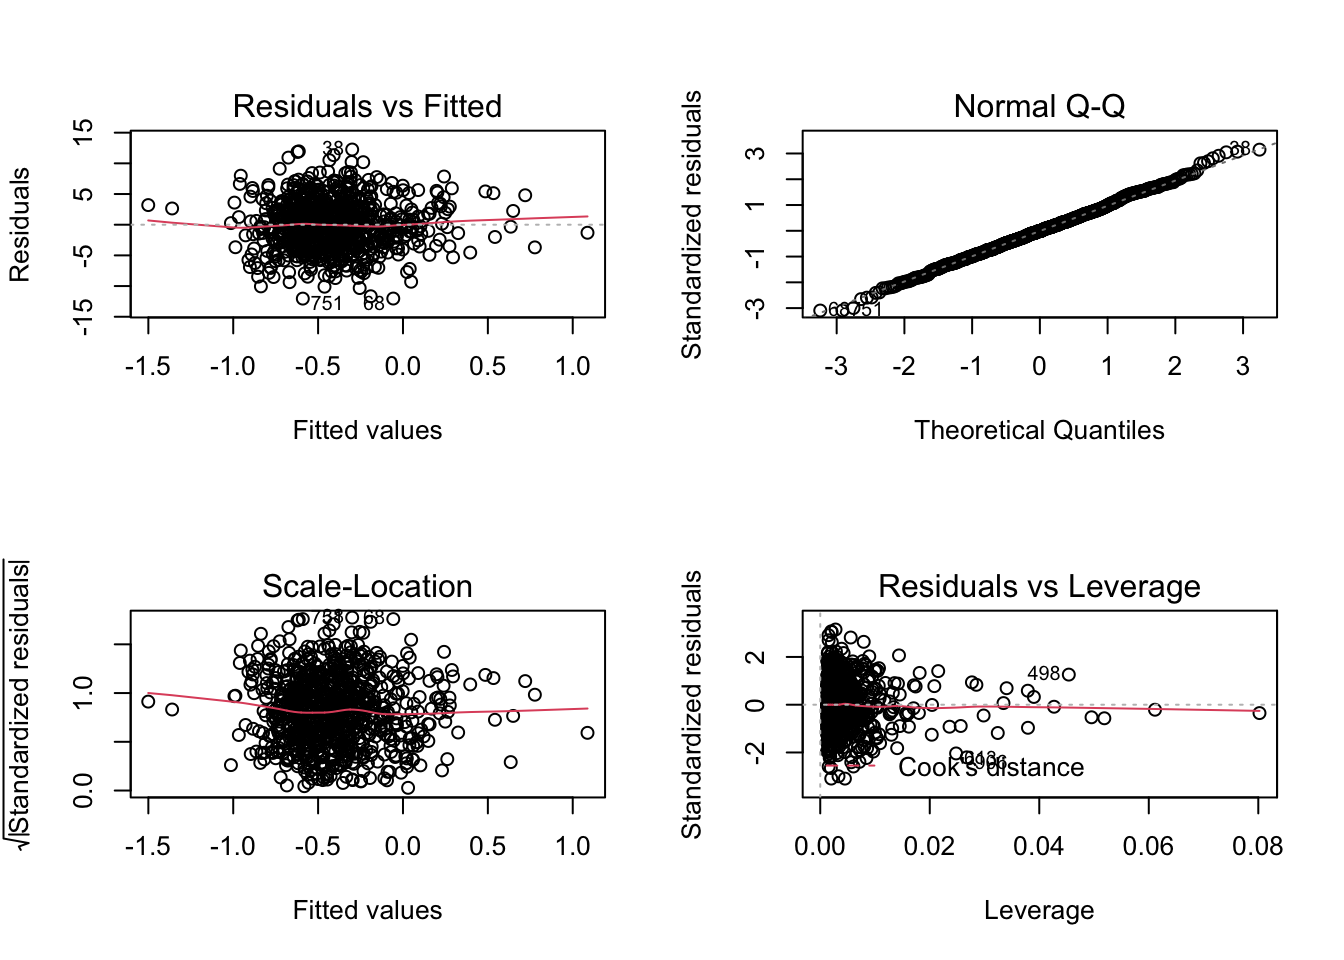 Residuals vs Fitted
Residuals
15
5
-5
-15
38
751
68
-1.5 -1.0 -0.5 0.0 0.5 1.0
Fitted values
Normal Q-Q
Standardized residuals
3
1
-1
-3
38
68
751
-3 -2 -1 0 1 2 3
Theoretical Quantiles
Scale-Location
√|Standardized residuals|
1.0
0.0
68
-1.5 -1.0 -0.5 0.0 0.5 1.0
Fitted values
Residuals vs Leverage
Standardized residuals
2
0
-2
498
Cook's distance
0.00 0.02 0.04 0.06 0.08
Leverage